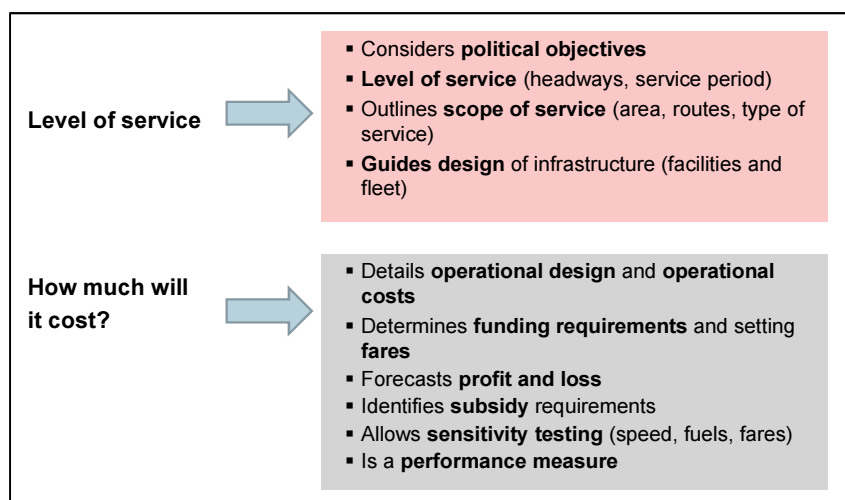 Level of service
▪ Considers political objectives
▪ Level of service (headways, service period)
▪ Outlines scope of service (area, routes, type of
service)
▪ Guides design of infrastructure (facilities and
fleet)
How much will
it cost?
▪ Details operational design and operational
costs
▪ Determines funding requirements and setting
fares
▪ Forecasts profit and loss
▪ Identifies subsidy requirements
▪ Allows sensitivity testing (speed, fuels, fares)
▪ Is a performance measure